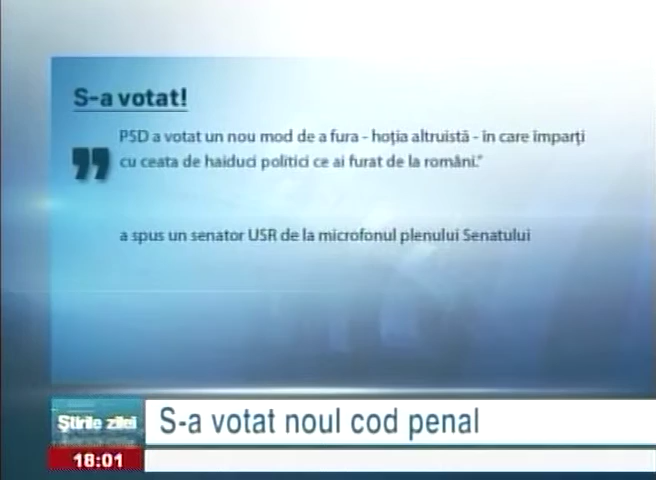 S-a votat!
PSD a votat un nou mod de a fura - hoția altruistă - în care împarți
cu ceata de haiduci politici ce ai furat de la români."
a spus un senator USR de la microfonul plenului Senatului
Știrile zilei
S-a votat noul cod penal
18:01